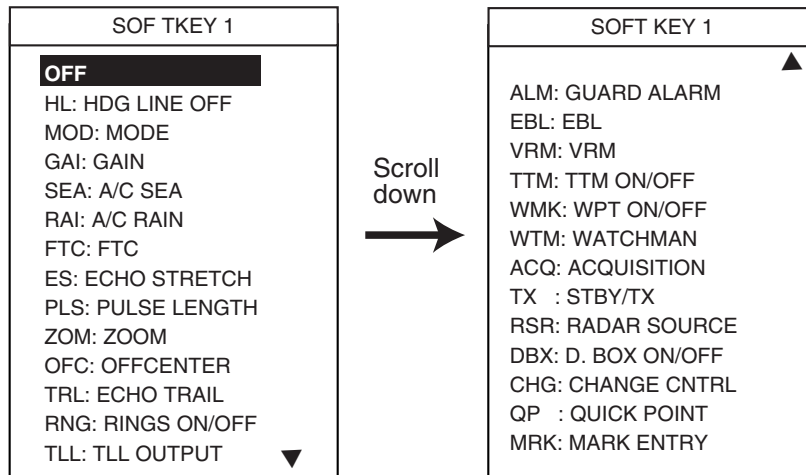 SOF TKEY 1
OFF
HL: HDG LINE OFF
MOD: MODE
GAI: GAIN
SEA: A/C SEA
RAI: A/C RAIN
FTC: FTC
ES: ECHO STRETCH
PLS: PULSE LENGTH
ZOM: ZOOM
OFC: OFFCENTER
TRL: ECHO TRAIL
RNG: RINGS ON/OFF
TLL: TLL OUTPUT
Scroll
down
SOFT KEY 1
ALM: GUARD ALARM
EBL: EBL
VRM: VRM
TTM: TTM ON/OFF
WMK: WPT ON/OFF
WTM: WATCHMAN
ACQ: ACQUISITION
TX : STBY/TX
RSR: RADAR SOURCE
DBX: D. BOX ON/OFF
CHG: CHANGE CNTRL
QP : QUICK POINT
MRK: MARK ENTRY